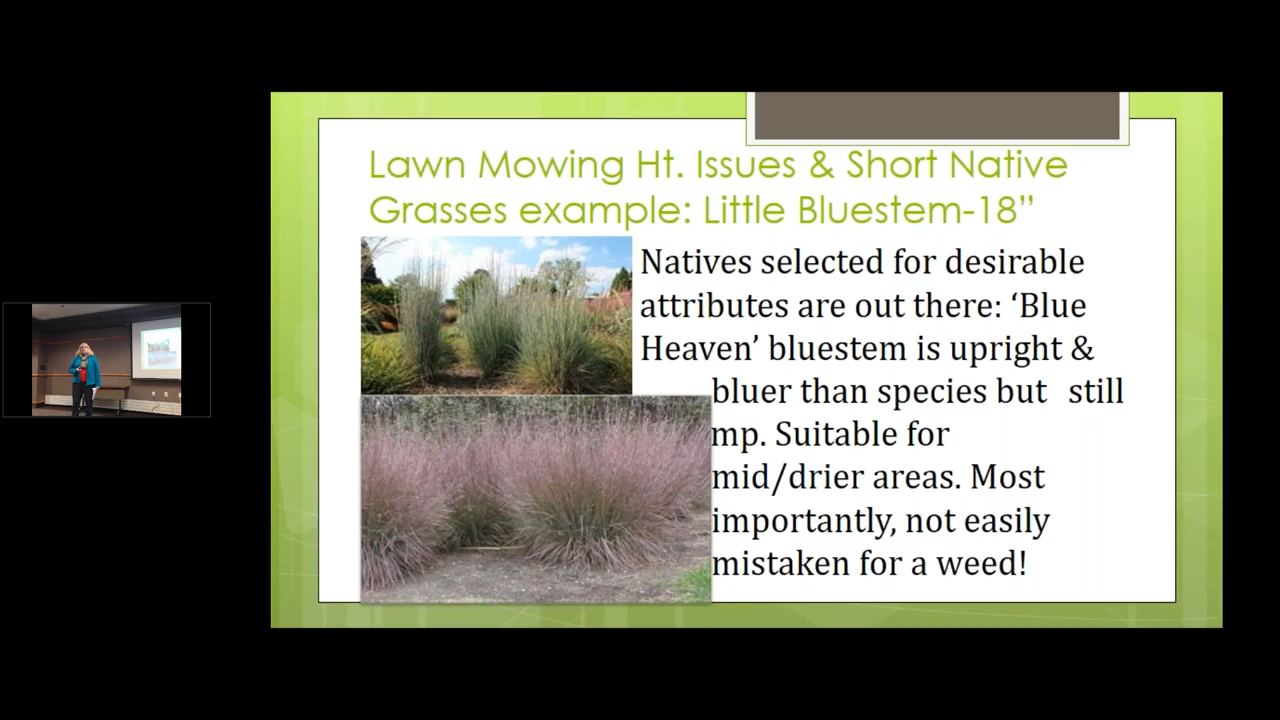 Lawn Mowing Ht. Issues & Short Native
Grasses example: Little Bluestem-18”
Natives selected for desirable
attributes are out there: ‘Blue
Heaven’ bluestem is upright &
bluer than species but still
mp. Suitable for
mid/drier areas. Most
importantly, not easily
mistaken for a weed!